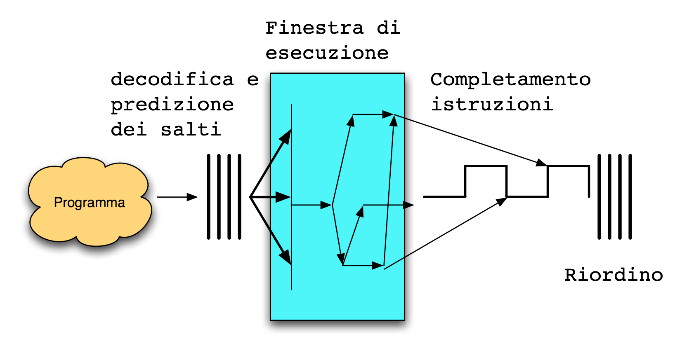 Finestra di
esecuzione
decodifica e
predizione
dei salti
Completamento
istruzioni
Programma
Riordino